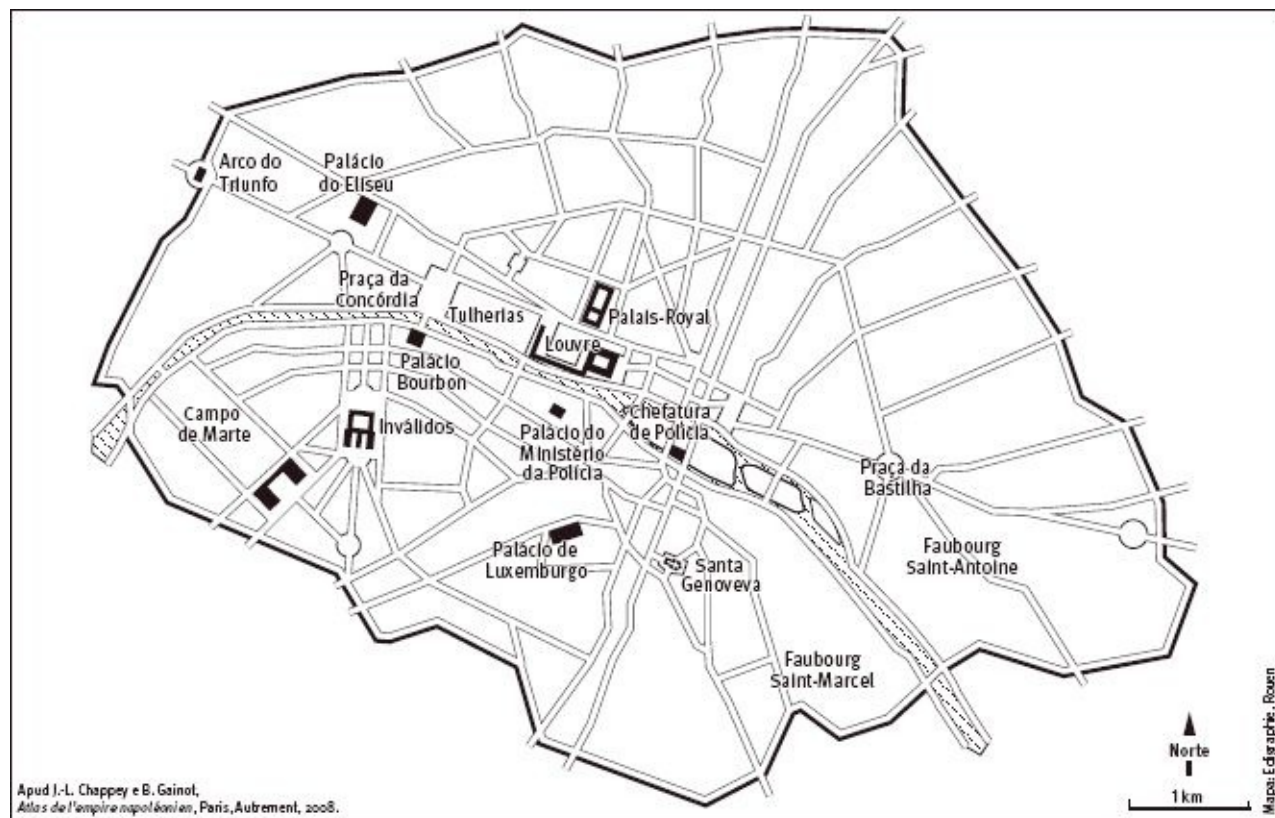 Arco do
Triunfo
Palácio
do Eliseu
Praça da
Concórdia
Tulherias
Palais-Royal
Louvre
Palácio
Bourbon
Campo
de Marte
Inválidos
Palácio do
Ministério
da Polícia
Chefatura
de Polícia
Praça da
Bastilha
Palácio de
Luxemburgo
Santa
Genoveva
Faubourg
Saint-Antoine
Faubourg
Saint-Marcel
Norte
1 km
Apud J.-L. Chappey e B. Gainot,
Atlas de l'empire napoléonien, Paris, Autrement, 2008.
Mapa: Édigraphie, Rouen